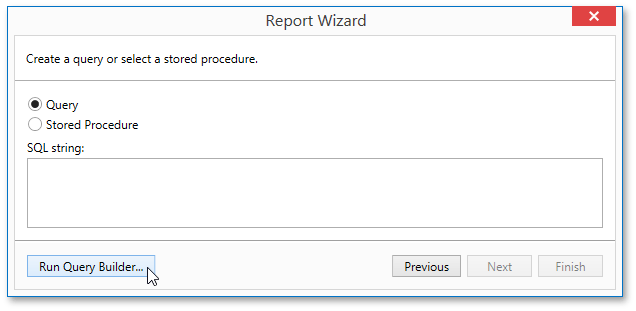 Report Wizard
Create a query or select a stored procedure.
Query
Stored Procedure
SQL string:
Run Query Builder... Previous Next Finish